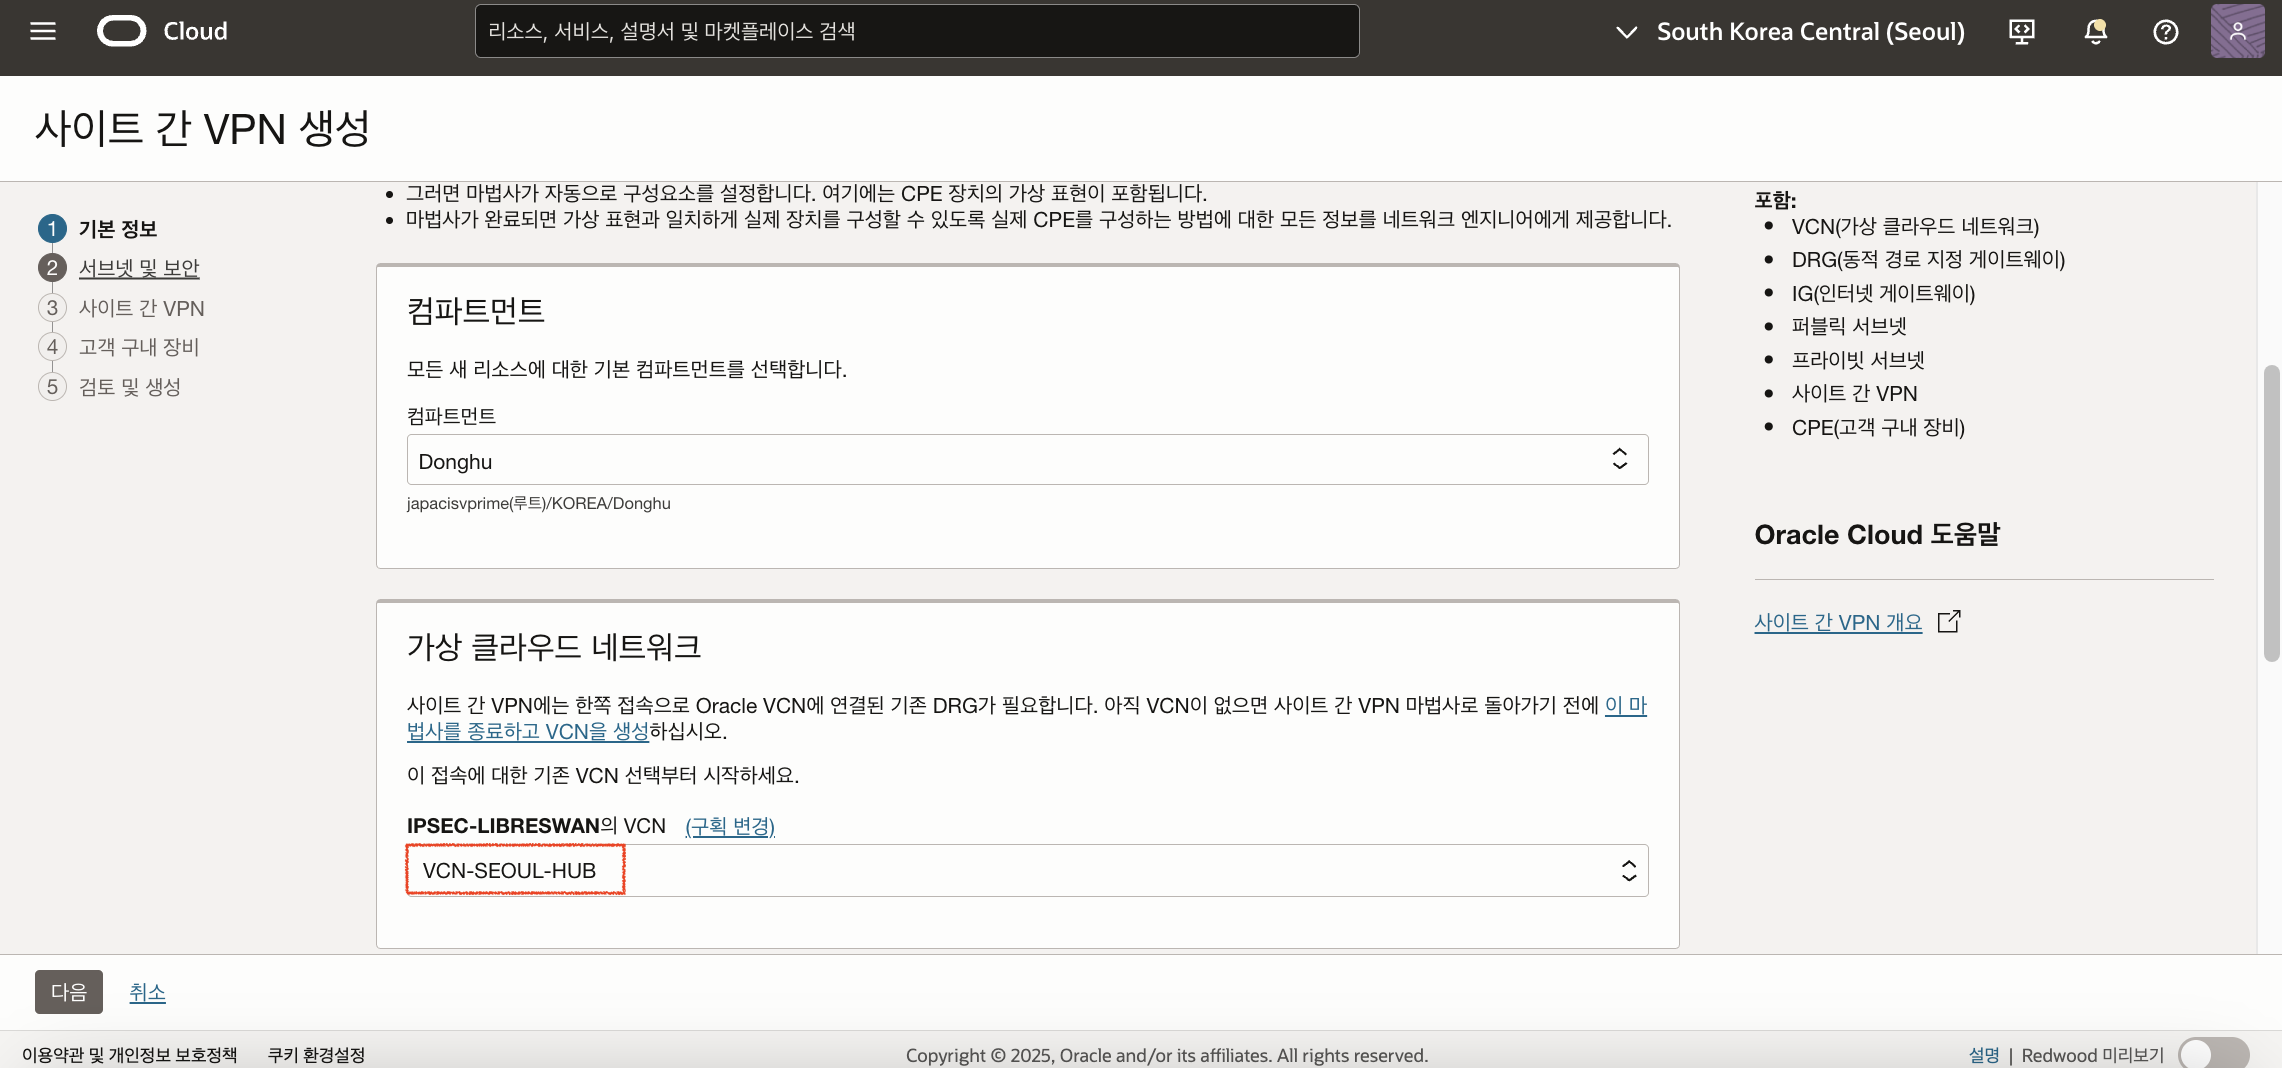 Cloud
리소스, 서비스, 설명서 및 마켓플레이스 검색
South Korea Central (Seoul)
사이트 간 VPN 생성
1 기본 정보
2 서브넷 및 보안
3 사이트 간 VPN
4 고객 구내 장비
5 검토 및 생성
• 그러면 마법사가 자동으로 구성요소를 설정합니다. 여기에는 CPE 장치의 가상 표현이 포함됩니다.
• 마법사가 완료되면 가상 표현과 일치하게 실제 장치를 구성할 수 있도록 실제 CPE를 구성하는 방법에 대한 모든 정보를 네트워크 엔지니어에게 제공합니다.
컴파트먼트
모든 새 리소스에 대한 기본 컴파트먼트를 선택합니다.
컴파트먼트
Donghu
japacisvprime(루트)/KOREA/Donghu
가상 클라우드 네트워크
사이트 간 VPN에는 한쪽 접속으로 Oracle VCN에 연결된 기존 DRG가 필요합니다. 아직 VCN이 없으면 사이트 간 VPN 마법사로 돌아가기 전에 이 마
법사를 종료하고 VCN을 생성하십시오.
이 접속에 대한 기존 VCN 선택부터 시작하세요.
IPSEC-LIBRESWAN의 VCN (구획 변경)
VCN-SEOUL-HUB
포함:
• VCN(가상 클라우드 네트워크)
• DRG(동적 경로 지정 게이트웨이)
• IG(인터넷 게이트웨이)
• 퍼블릭 서브넷
• 프라이빗 서브넷
• 사이트 간 VPN
• CPE(고객 구내 장비)
Oracle Cloud 도움말
사이트 간 VPN 개요
다음 취소
이용약관 및 개인정보 보호정책 쿠키 환경설정
Copyright © 2025, Oracle and/or its affiliates. All rights reserved.
설명 | Redwood 미리보기